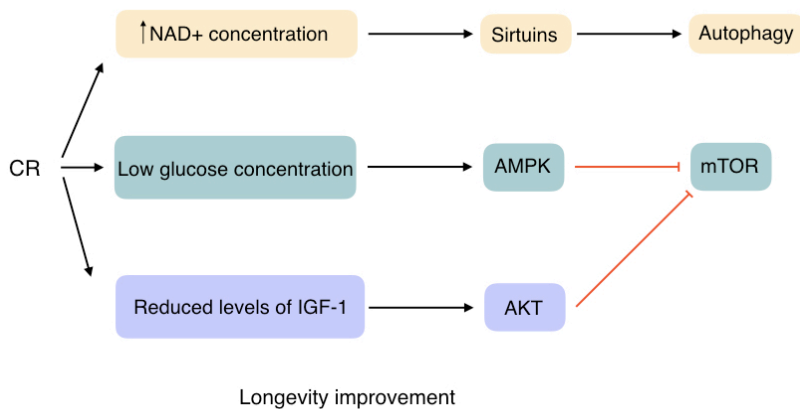 ↑NAD+ concentration
Sirtuins
Autophagy
CR
Low glucose concentration
AMPK
mTOR
Reduced levels of IGF-1
AKT
Longevity improvement